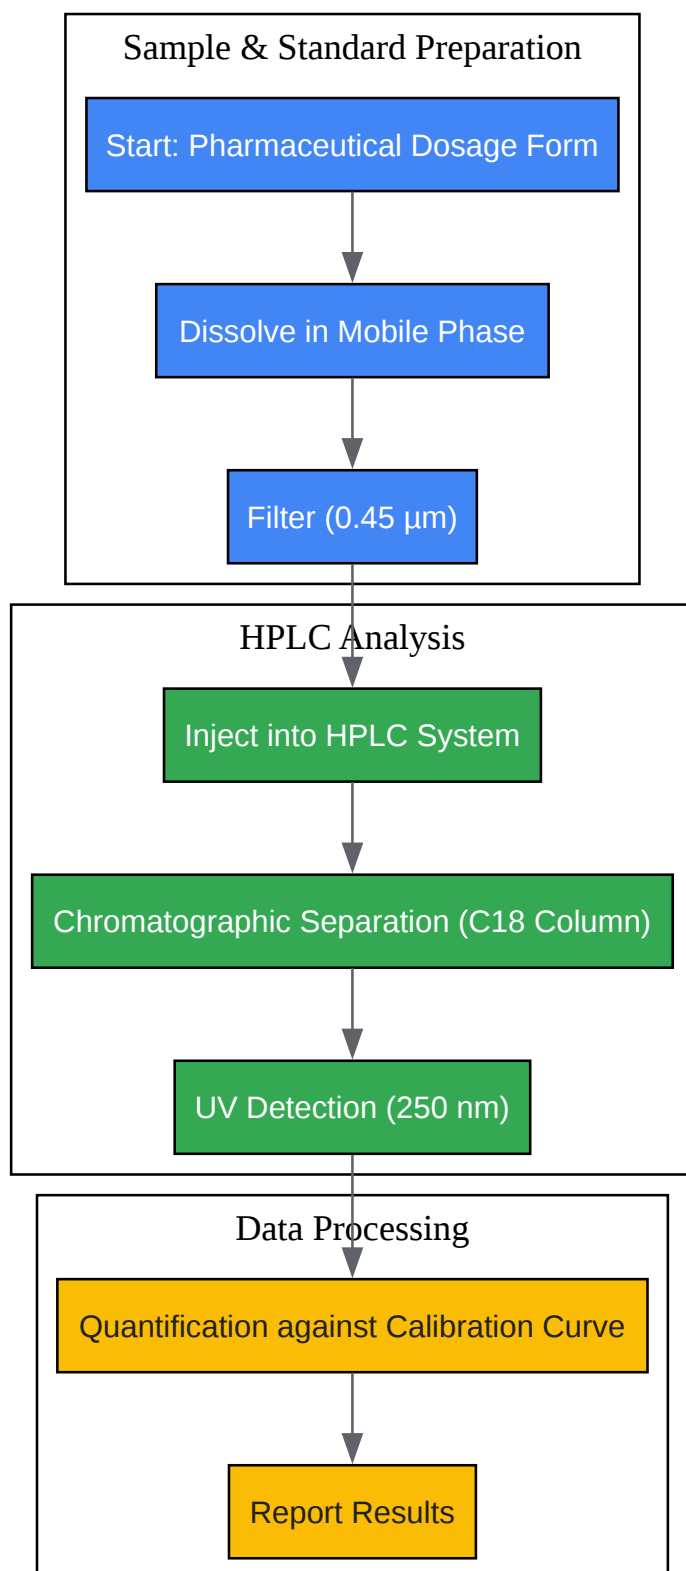 Sample & Standard Preparation
Start: Pharmaceutical Dosage Form
Dissolve in Mobile Phase
Filter (0.45 µm)
HPLC Analysis
Inject into HPLC System
Chromatographic Separation (C18 Column)
UV Detection (250 nm)
Data Processing
Quantification against Calibration Curve
Report Results